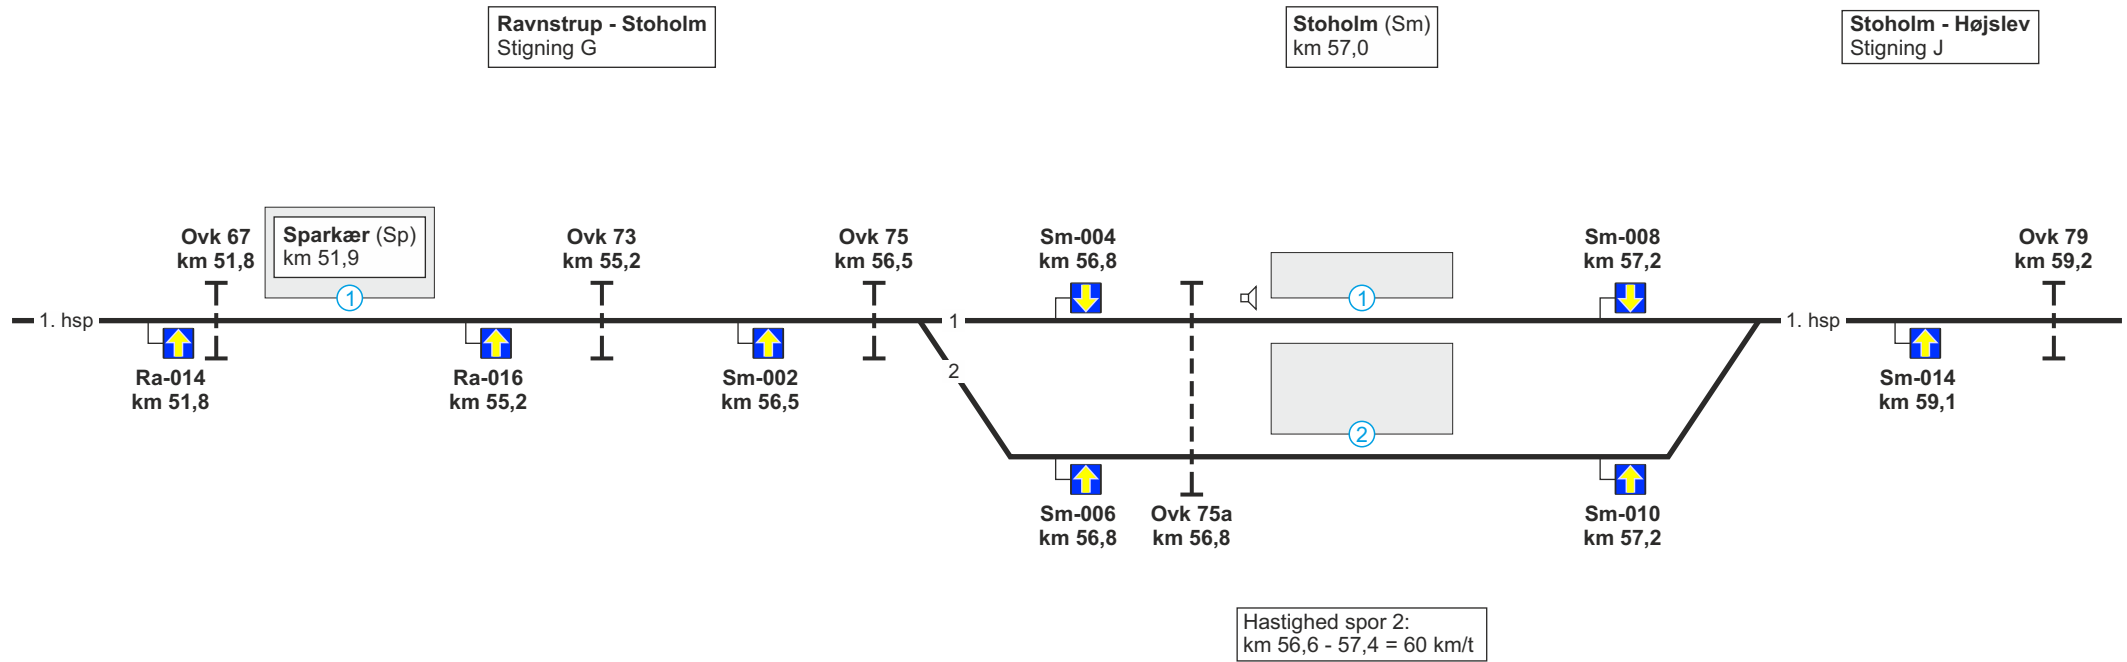 Ravnstrup - Stoholm
Stigning G
Stoholm (Sm)
km 57,0
Stoholm - Højslev
Stigning J
Ovk 67
km 51,8
Sparkær (Sp)
km 51,9
1
Ovk 73
km 55,2
Ovk 75
km 56,5
Sm-004
km 56,8
1
Sm-008
km 57,2
Ovk 79
km 59,2
1. hsp
1
1. hsp
2
Ra-014
km 51,8
Ra-016
km 55,2
Sm-002
km 56,5
Sm-014
km 59,1
2
Sm-006
km 56,8
Ovk 75a
km 56,8
Sm-010
km 57,2
Hastighed spor 2:
km 56,6 - 57,4 = 60 km/t